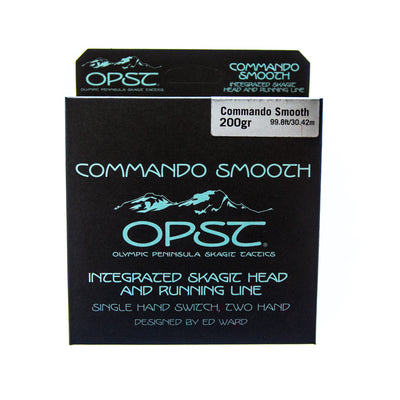 OPST
OLYMPIC PENINSULA SKAGIT TACTICS
COMMANDO
SMOOTH
INTEGRATED SKAGIT
HEAD AND RUNNING LINE
Commando Smooth
200gr 99.8ft/30.42m
COMMANDO SMOOTH
OPST®
OLYMPIC PENINSULA SKAGIT TACTICS
INTEGRATED SKAGIT HEAD
AND RUNNING LINE
SINGLE HAND SWITCH, TWO HAND
DESIGNED BY ED WARD